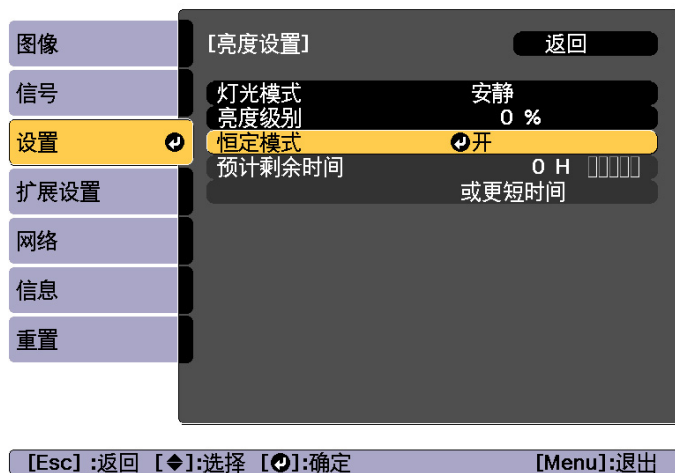 图像
信号
设置
扩展设置
网络
信息
重置
[亮度设置] 返回
灯光模式 安静
亮度级别 0 %
恒定模式 开
预计剩余时间 0 H
或更短时间
[Esc] :返回 [◆]:选择 [⏎]:确定 [Menu]:退出